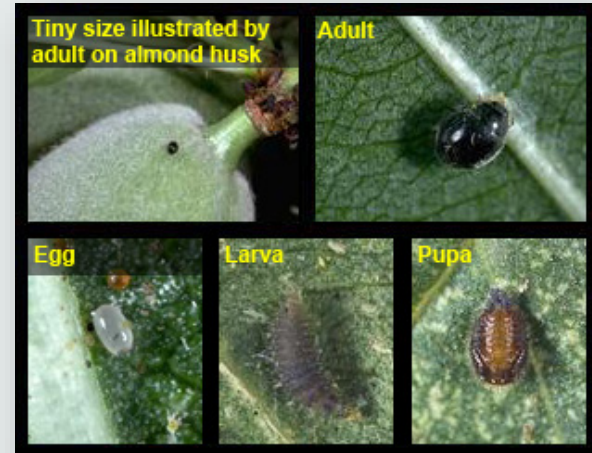 Tiny size illustrated by
adult on almond husk
Adult
Egg
Larva
Pupa